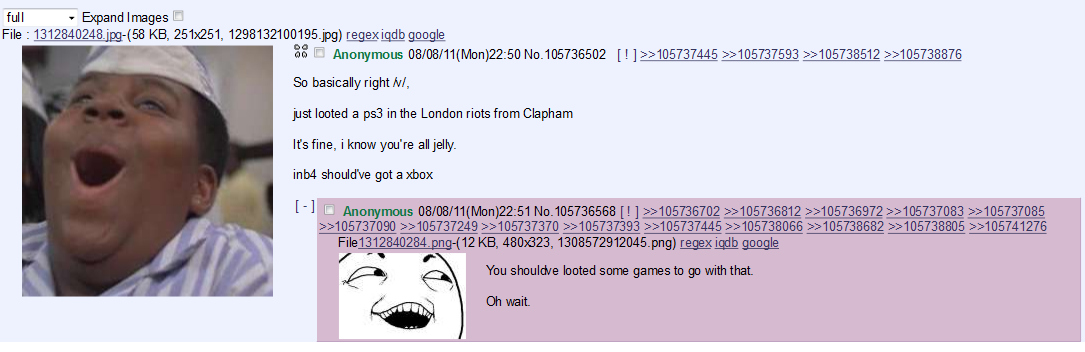 full Expand Images
File : 1312840248.jpg-(58 KB, 251x251, 1298132100195.jpg) regex iqdb google
Anonymous 08/08/11(Mon)22:50 No.105736502 [ ! ] >>105737445 >>105737593 >>105738512 >>105738876
So basically right /v/,
just looted a ps3 in the London riots from Clapham
It's fine, i know you're all jelly.
inb4 should've got a xbox
[ - ] Anonymous 08/08/11(Mon)22:51 No.105736568 [ ! ] >>105736702 >>105736812 >>105736972 >>105737083 >>105737085
>>105737090 >>105737249 >>105737370 >>105737393 >>105737445 >>105738066 >>105738682 >>105738805 >>105741276
File1312840284.png-(12 KB, 480x323, 1308572912045.png) regex iqdb google
You shouldve looted some games to go with that.
Oh wait.